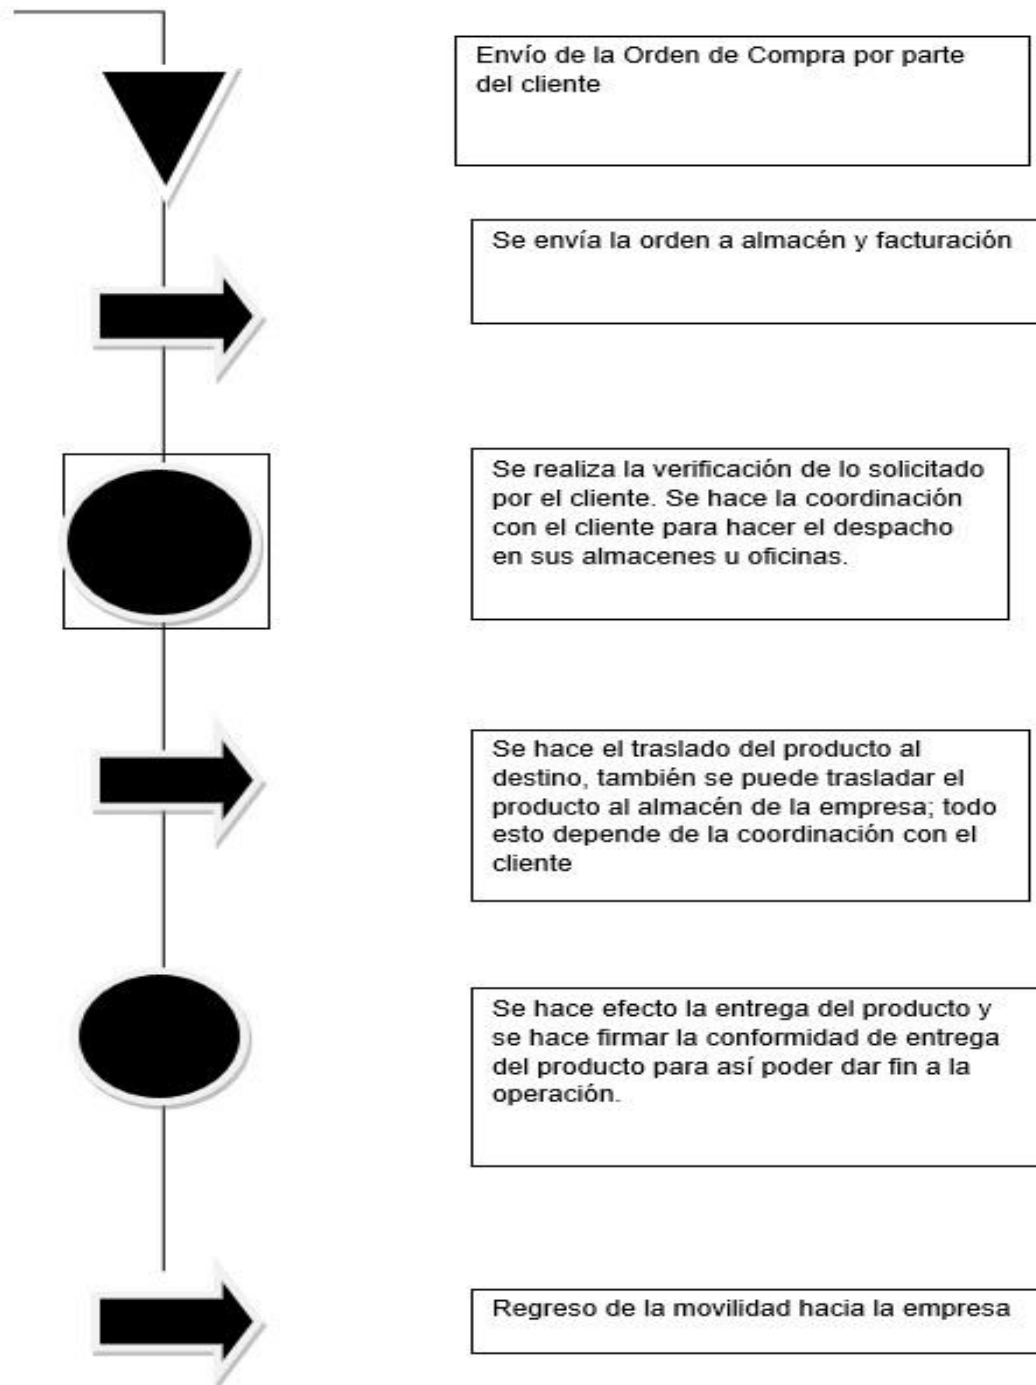 Envío de la Orden de Compra por parte
del cliente
Se envía la orden a almacén y facturación
Se realiza la verificación de lo solicitado
por el cliente. Se hace la coordinación
con el cliente para hacer el despacho
en sus almacenes u oficinas.
Se hace el traslado del producto al
destino, también se puede trasladar el
producto al almacén de la empresa; todo
esto depende de la coordinación con el
cliente
Se hace efecto la entrega del producto y
se hace firmar la conformidad de entrega
del producto para así poder dar fin a la
operación.
Regreso de la movilidad hacia la empresa